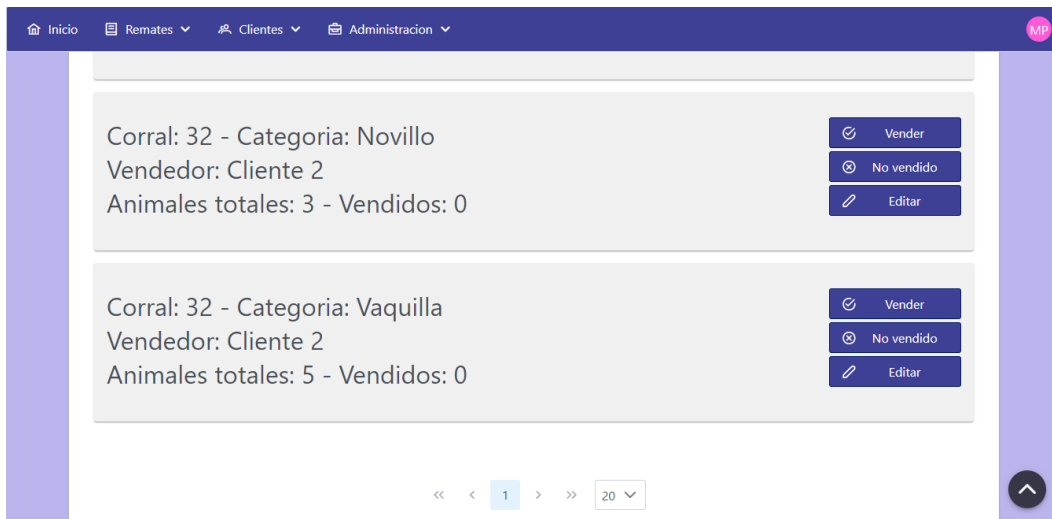 Inicio Remates Clientes Administracion MP
Corral: 32 - Categoria: Novillo
Vendedor: Cliente 2
Animales totales: 3 - Vendidos: 0
Vender
No vendido
Editar
Corral: 32 - Categoria: Vaquilla
Vendedor: Cliente 2
Animales totales: 5 - Vendidos: 0
Vender
No vendido
Editar
« ‹ 1 › » 20